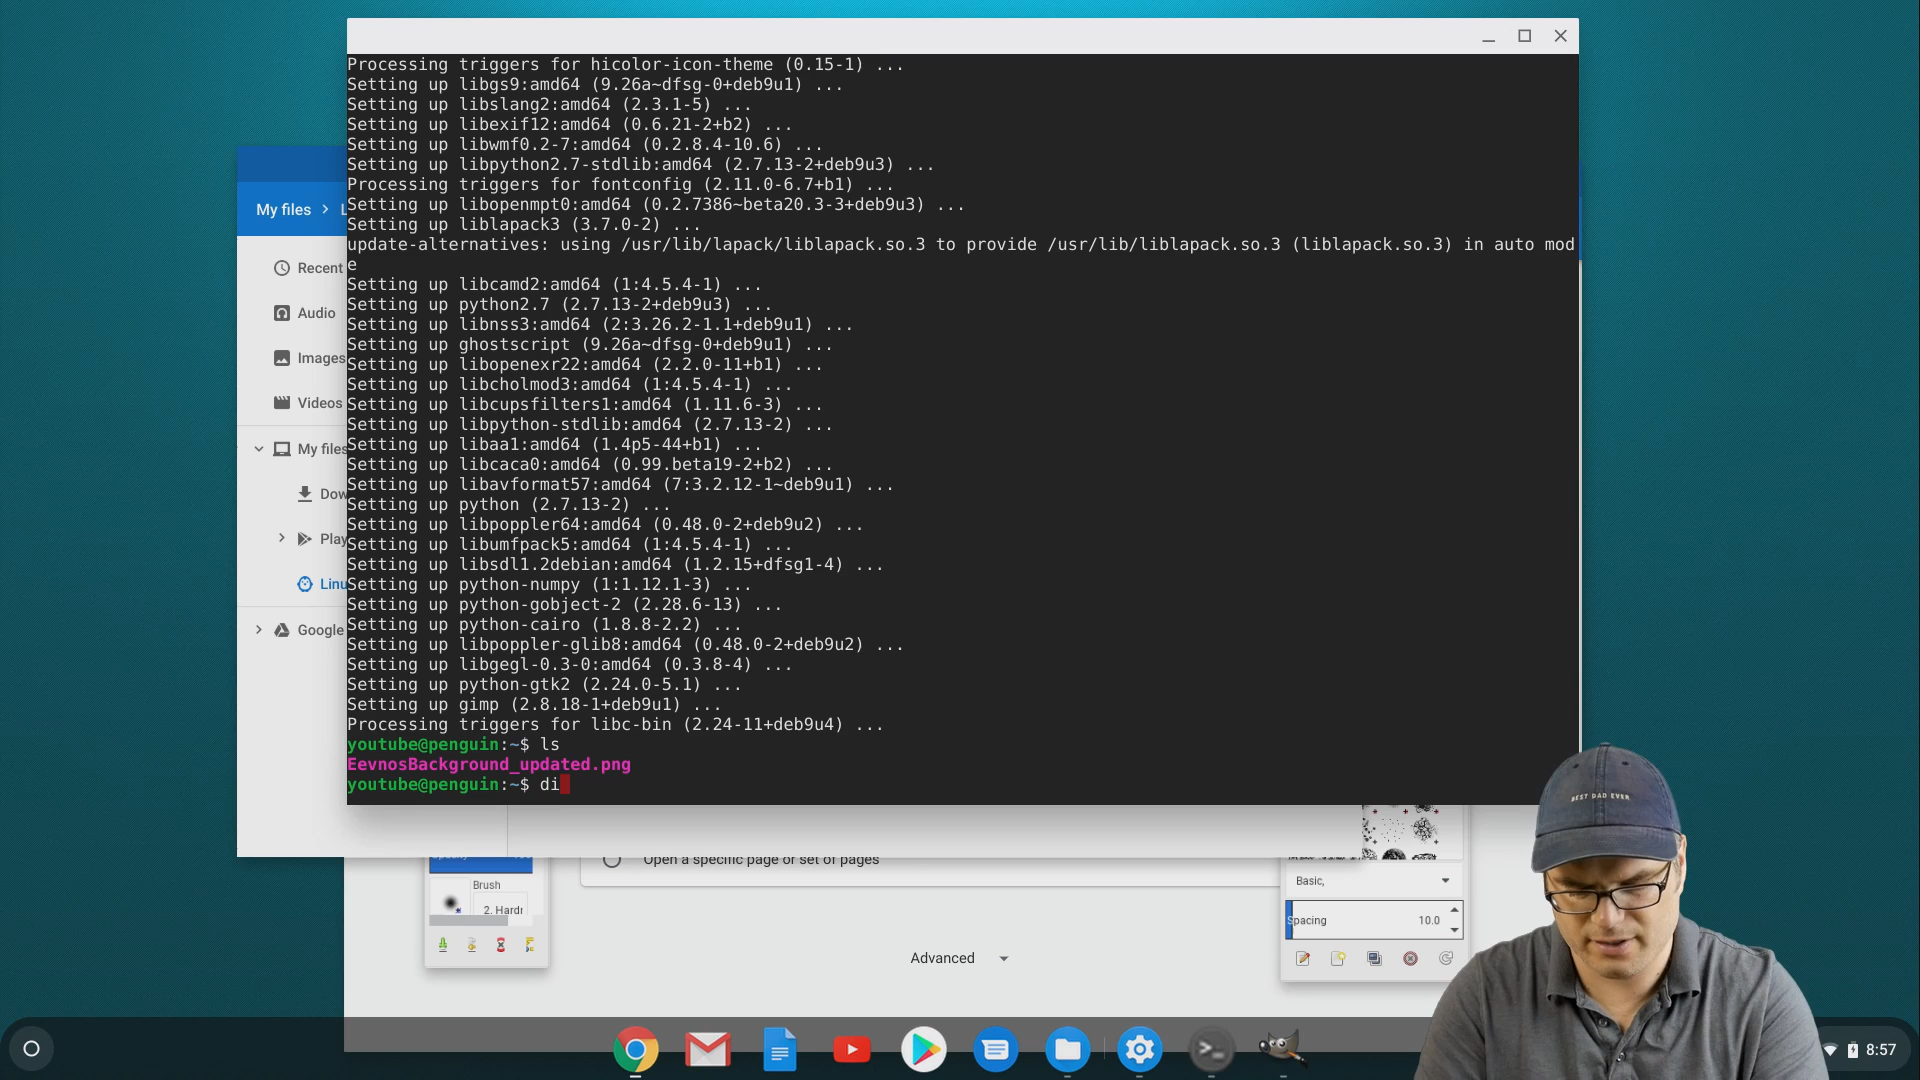 Processing triggers for hicolor-icon-theme (0.15-1) ...
Setting up libgs9:amd64 (9.26a~dfsg-0+deb9u1) ...
Setting up libslang2:amd64 (2.3.1-5) ...
Setting up libexif12:amd64 (0.6.21-2+b2) ...
Setting up libwmf0.2-7:amd64 (0.2.8.4-10.6) ...
Setting up libpython2.7-stdlib:amd64 (2.7.13-2+deb9u3) ...
Processing triggers for fontconfig (2.11.0-6.7+b1) ...
Setting up libopenmpt0:amd64 (0.2.7386~beta20.3-3+deb9u3) ...
Setting up liblapack3 (3.7.0-2) ...
update-alternatives: using /usr/lib/lapack/liblapack.so.3 to provide /usr/lib/liblapack.so.3 (liblapack.so.3) in auto mod
e
Setting up libcamd2:amd64 (1:4.5.4-1) ...
Setting up python2.7 (2.7.13-2+deb9u3) ...
Setting up libnss3:amd64 (2:3.26.2-1.1+deb9u1) ...
Setting up ghostscript (9.26a~dfsg-0+deb9u1) ...
Setting up libopenexr22:amd64 (2.2.0-11+b1) ...
Setting up libcholmod3:amd64 (1:4.5.4-1) ...
Setting up libcupsfilters1:amd64 (1.11.6-3) ...
Setting up libpython-stdlib:amd64 (2.7.13-2) ...
Setting up libaa1:amd64 (1.4p5-44+b1) ...
Setting up libcaca0:amd64 (0.99.beta19-2+b2) ...
Setting up libavformat57:amd64 (7:3.2.12-1~deb9u1) ...
Setting up python (2.7.13-2) ...
Setting up libpoppler64:amd64 (0.48.0-2+deb9u2) ...
Setting up libumfpack5:amd64 (1:4.5.4-1) ...
Setting up libsdl1.2debian:amd64 (1.2.15+dfsg1-4) ...
Setting up python-numpy (1:1.12.1-3) ...
Setting up python-gobject-2 (2.28.6-13) ...
Setting up python-cairo (1.8.8-2.2) ...
Setting up libpoppler-glib8:amd64 (0.48.0-2+deb9u2) ...
Setting up libgegl-0.3-0:amd64 (0.3.8-4) ...
Setting up python-gtk2 (2.24.0-5.1) ...
Setting up gimp (2.8.18-1+deb9u1) ...
Processing triggers for libc-bin (2.24-11+deb9u4) ...
youtube@penguin:~$ ls
EevnosBackground_updated.png
youtube@penguin:~$ di
My files > L
Recent
Audio
Images
Videos
My files
Dow
Play
Linu
Google
Open a specific page or set of pages
Brush
2. Hardr
Advanced
Basic,
Spacing 10.0
BEST DAD EVER
8:57